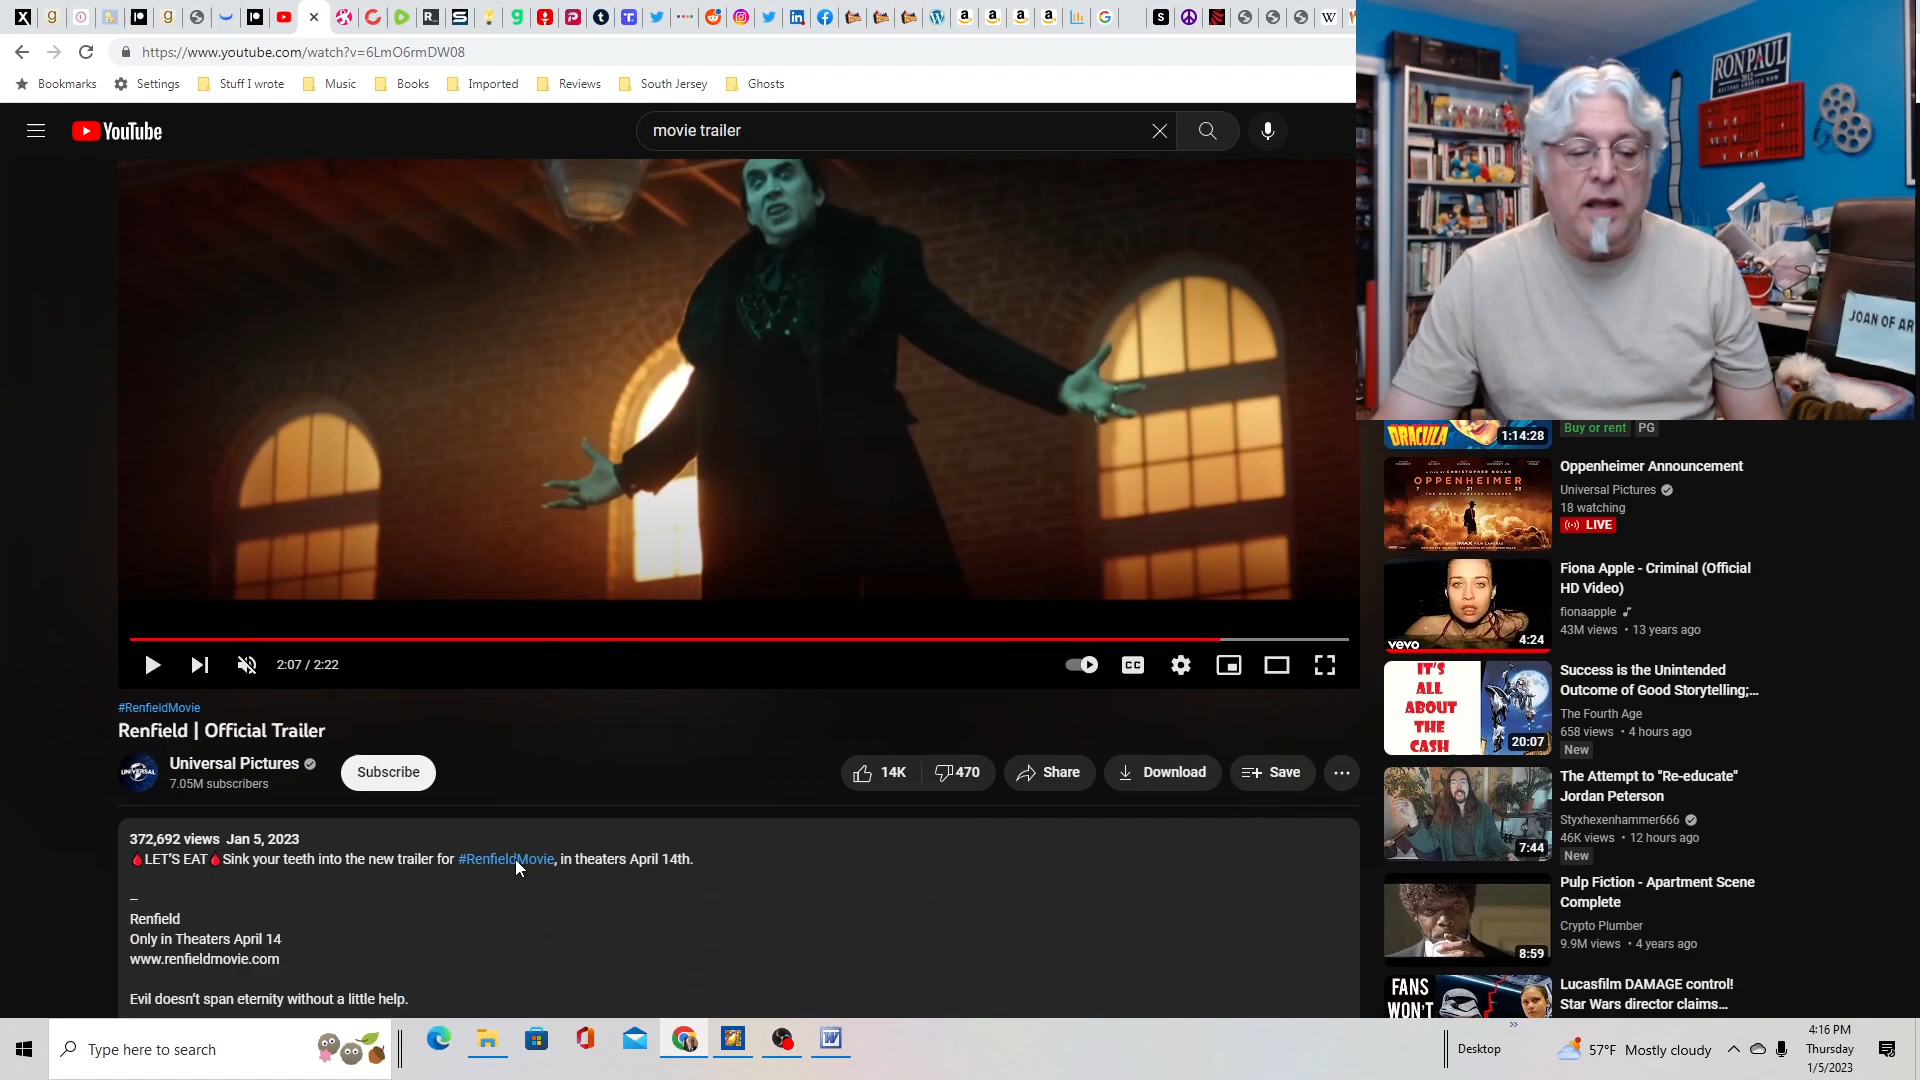 https://www.youtube.com/watch?v=6LmO6rmDW08
Bookmarks
Settings
Stuff I wrote
Music
Books
Imported
Reviews
South Jersey
Ghosts
YouTube
movie trailer
RON PAUL
JOAN OF AR
2:07 / 2:22
CC
#RenfieldMovie
Renfield | Official Trailer
UNIVERSAL
Universal Pictures
7.05M subscribers
Subscribe
14K
470
Share
Download
Save
372,692 views Jan 5, 2023
🩸LET'S EAT🩸Sink your teeth into the new trailer for #RenfieldMovie, in theaters April 14th.
–
Renfield
Only in Theaters April 14
www.renfieldmovie.com
Evil doesn't span eternity without a little help.
DRACULA
1:14:28
Buy or rent PG
OPPENHEIMER
Oppenheimer Announcement
Universal Pictures
18 watching
LIVE
vevo
4:24
Fiona Apple - Criminal (Official
HD Video)
fionaapple
43M views • 13 years ago
IT'S
ALL
ABOUT
THE
CASH
20:07
Success is the Unintended
Outcome of Good Storytelling;...
The Fourth Age
658 views • 4 hours ago
New
7:44
The Attempt to "Re-educate"
Jordan Peterson
Styxhexenhammer666
46K views • 12 hours ago
New
8:59
Pulp Fiction - Apartment Scene
Complete
Crypto Plumber
9.9M views • 4 years ago
FANS
WON'T
Lucasfilm DAMAGE control!
Star Wars director claims...
Type here to search
Desktop
57°F Mostly cloudy
4:16 PM
Thursday
1/5/2023